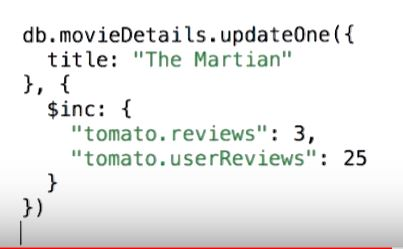 db.movieDetails.updateOne({
  title: "The Martian"
}, {
  $inc: {
    "tomato.reviews": 3,
    "tomato.userReviews": 25
  }
})